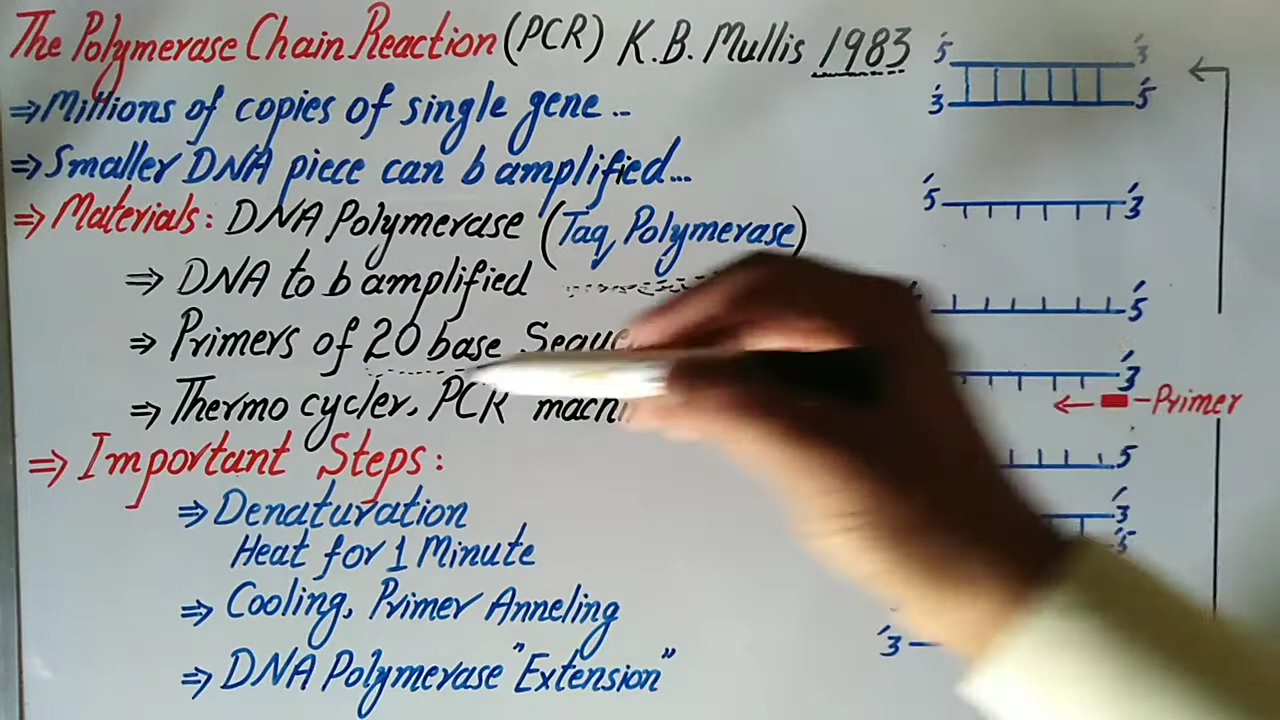 The Polymerase Chain Reaction (PCR) K.B. Mullis 1983
⇒ Millions of copies of single gene...
⇒ Smaller DNA piece can b amplified...
⇒ Materials: DNA Polymerase (Taq Polymerase)
⇒ DNA to b amplified
⇒ Primers of 20 base
⇒ Thermo cycler, PCR
⇒ Important Steps:
⇒ Denaturation
Heat for 1 Minute
⇒ Cooling, Primer Anneling
⇒ DNA Polymerase "Extension"
'5 '3
'3 '5
'5 '3
'5
'3
← - Primer
5
'3
'5
'3